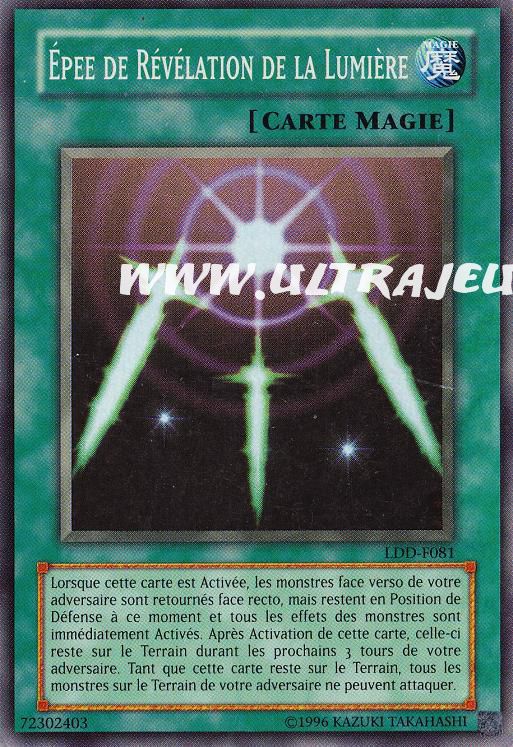 ÉPEE DE RÉVÉLATION DE LA LUMIÈRE
MAGIE
魔
[CARTE MAGIE]
WWW.ULTRAJEU
LDD-F081
Lorsque cette carte est Activée, les monstres face verso de votre
adversaire sont retournés face recto, mais restent en Position de
Défense à ce moment et tous les effets des monstres sont
immédiatement Activés. Après Activation de cette carte, celle-ci
reste sur le Terrain durant les prochains 3 tours de votre
adversaire. Tant que cette carte reste sur le Terrain, tous les
monstres sur le Terrain de votre adversaire ne peuvent attaquer.
72302403
©1996 KAZUKI TAKAHASHI